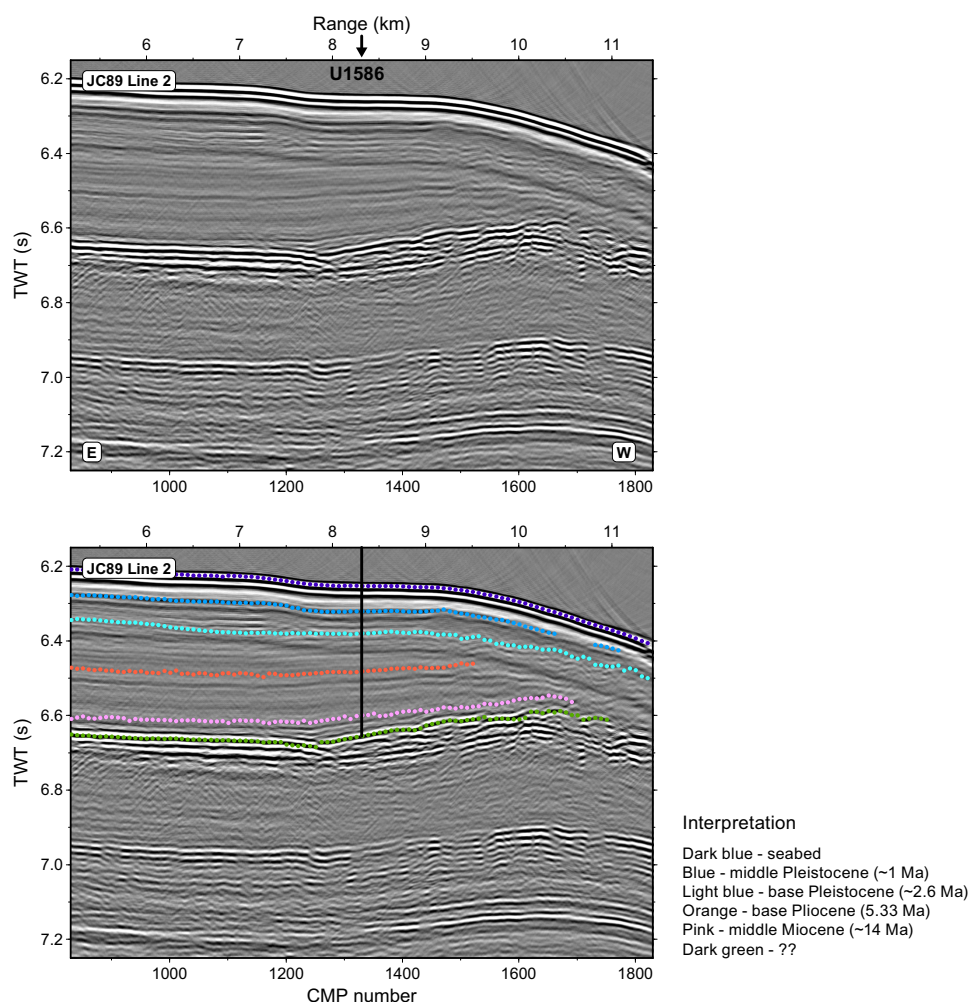 Range (km)
6 7 8 9 10 11
U1586
JC89 Line 2
6.2
6.4
6.6
6.8
7.0
7.2
TWT (s)
E W
1000 1200 1400 1600 1800
6 7 8 9 10 11
JC89 Line 2
6.2
6.4
6.6
6.8
7.0
7.2
TWT (s)
1000 1200 1400 1600 1800
CMP number
Interpretation
Dark blue - seabed
Blue - middle Pleistocene (~1 Ma)
Light blue - base Pleistocene (~2.6 Ma)
Orange - base Pliocene (5.33 Ma)
Pink - middle Miocene (~14 Ma)
Dark green - ??